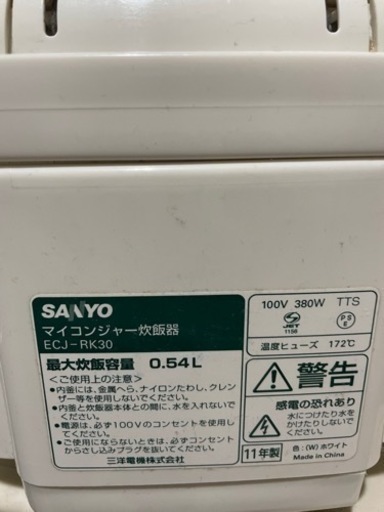 SANYO
マイコンジャー炊飯器
ECJ-RK30
最大炊飯容量 0.54L
<ご使用上の注意>
•内釜には、金属へら、ナイロンたわし、クレン
ザー等を使用しないでください。
•内釜と炊飯器本体との間に、水を入れないで
ください。
•電源は、必ず100Vのコンセントを使用し
てください。
•ご使用にならないときは、必ずコンセント
からさし込みプラグを抜いてください。
三洋電機株式会社
100V 380W TTS
JET
1158
PS
E
温度ヒューズ 172℃
警告
感電の恐れあり
水につけたり水を
かけたりしないで
ください
11年製
色:(W)ホワイト
Made in China